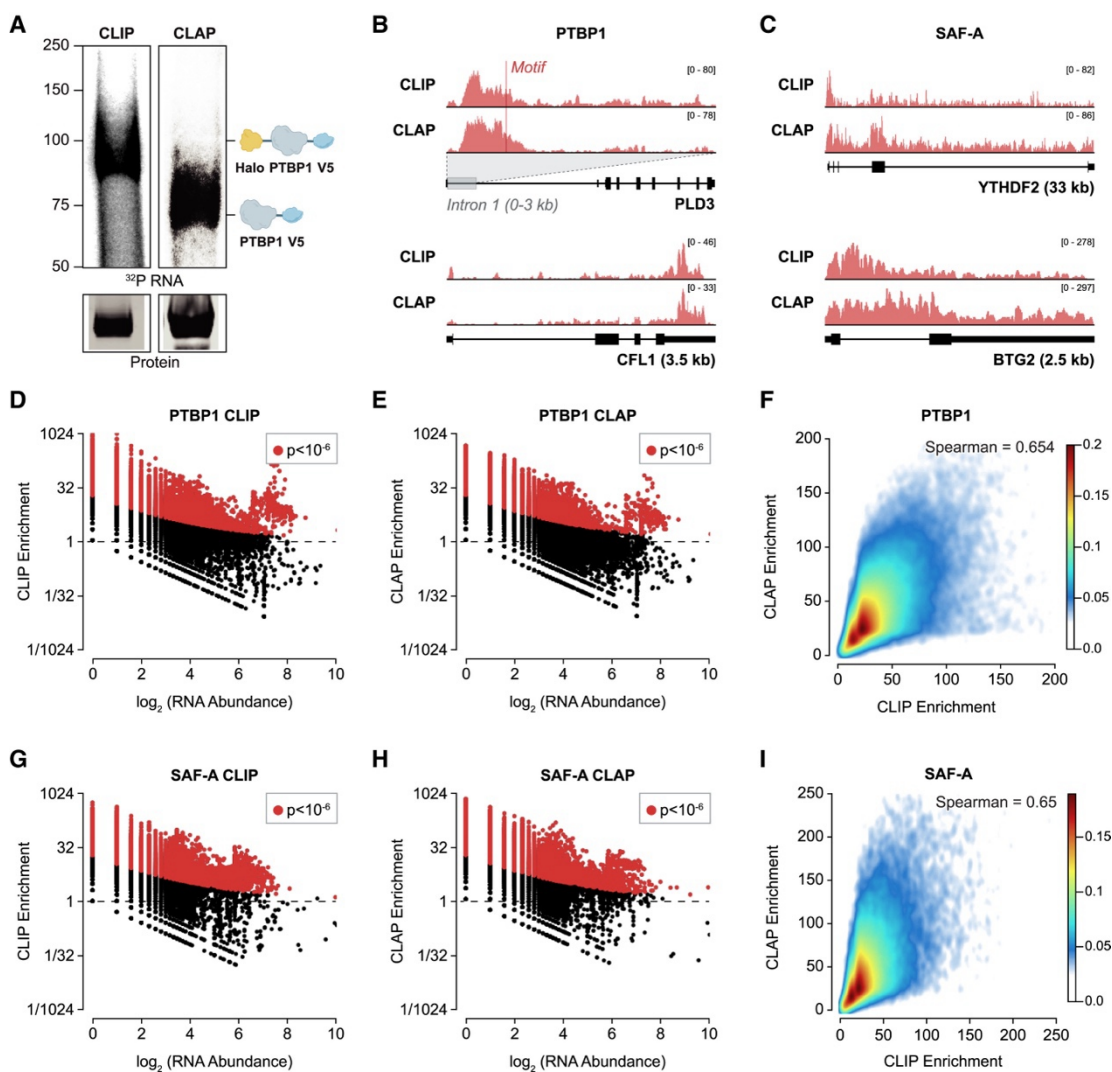 A
CLIP
CLAP
250
150
100
75
50
Halo PTBP1 V5
PTBP1 V5
32P RNA
Protein
B
PTBP1
CLIP
Motif
[0 - 80]
CLAP
[0 - 78]
Intron 1 (0-3 kb)
PLD3
CLIP
[0 - 46]
CLAP
[0 - 33]
CFL1 (3.5 kb)
C
SAF-A
CLIP
[0 - 82]
CLAP
[0 - 86]
YTHDF2 (33 kb)
CLIP
[0 - 278]
CLAP
[0 - 297]
BTG2 (2.5 kb)
D
PTBP1 CLIP
1024
32
1
1/32
1/1024
CLIP Enrichment
p<10-6
0 2 4 6 8 10
log2 (RNA Abundance)
E
PTBP1 CLAP
1024
32
1
1/32
1/1024
CLAP Enrichment
p<10-6
0 2 4 6 8 10
log2 (RNA Abundance)
F
PTBP1
Spearman = 0.654
200
150
100
50
0
CLAP Enrichment
0 50 100 150 200
CLIP Enrichment
0.2
0.15
0.1
0.05
0.0
G
SAF-A CLIP
1024
32
1
1/32
1/1024
CLIP Enrichment
p<10-6
0 2 4 6 8 10
log2 (RNA Abundance)
H
SAF-A CLAP
1024
32
1
1/32
1/1024
CLAP Enrichment
p<10-6
0 2 4 6 8 10
log2 (RNA Abundance)
I
SAF-A
Spearman = 0.65
250
200
150
100
50
0
CLAP Enrichment
0 50 100 150 200 250
CLIP Enrichment
0.15
0.1
0.05
0.0